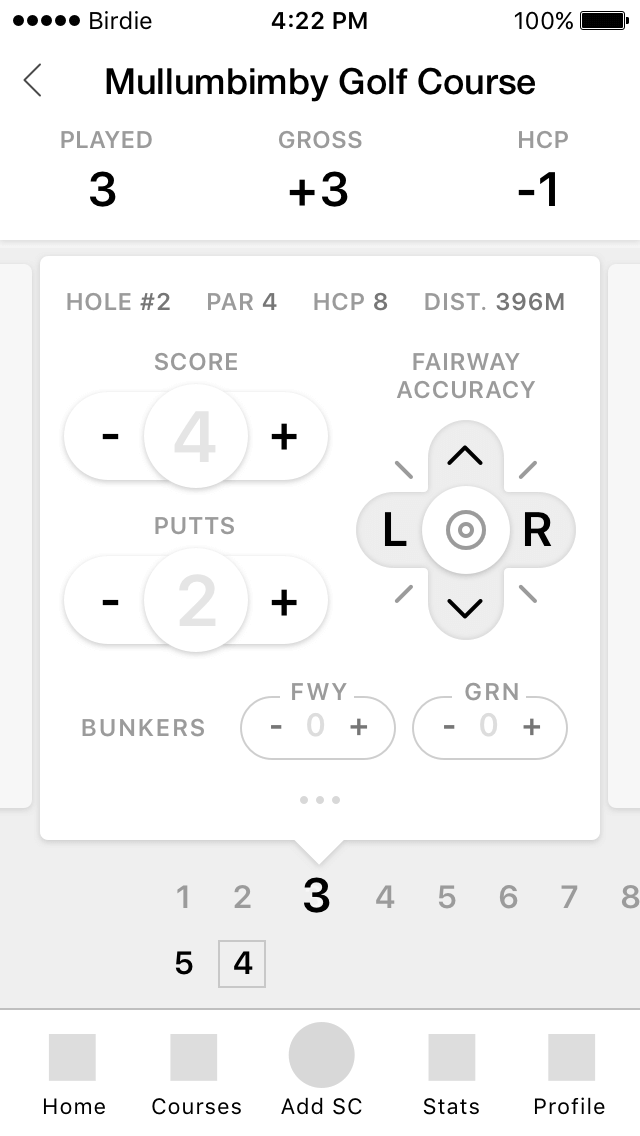 Birdie 4:22 PM 100%
Mullumbimby Golf Course
PLAYED GROSS HCP
3 +3 -1
HOLE #2 PAR 4 HCP 8 DIST. 396M
SCORE
- 4 +
FAIRWAY
ACCURACY
L R
PUTTS
- 2 +
BUNKERS
FWY
- 0 +
GRN
- 0 +
1 2 3 4 5 6 7 8
5 4
Home Courses Add SC Stats Profile